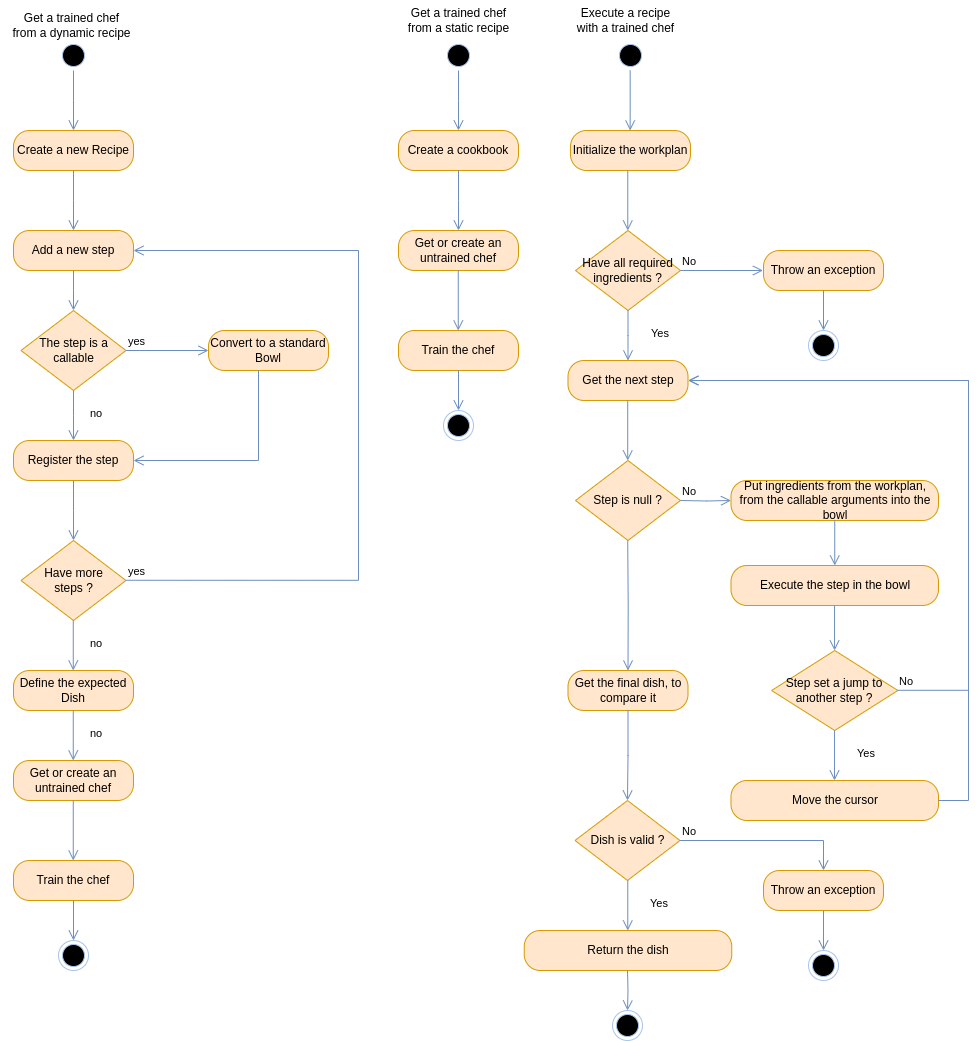 Get a trained chef
from a dynamic recipe
Create a new Recipe
Add a new step
The step is a
callable
yes
Convert to a standard
Bowl
no
Register the step
Have more
steps ?
yes
no
Define the expected
Dish
no
Get or create an
untrained chef
Train the chef
Get a trained chef
from a static recipe
Create a cookbook
Get or create an
untrained chef
Train the chef
Execute a recipe
with a trained chef
Initialize the workplan
Have all required
ingredients ?
No
Throw an exception
Yes
Get the next step
Step is null ?
No
Put ingredients from the workplan,
from the callable arguments into the
bowl
Execute the step in the bowl
Step set a jump to
another step ?
No
Yes
Move the cursor
Get the final dish, to
compare it
Dish is valid ?
No
Throw an exception
Yes
Return the dish